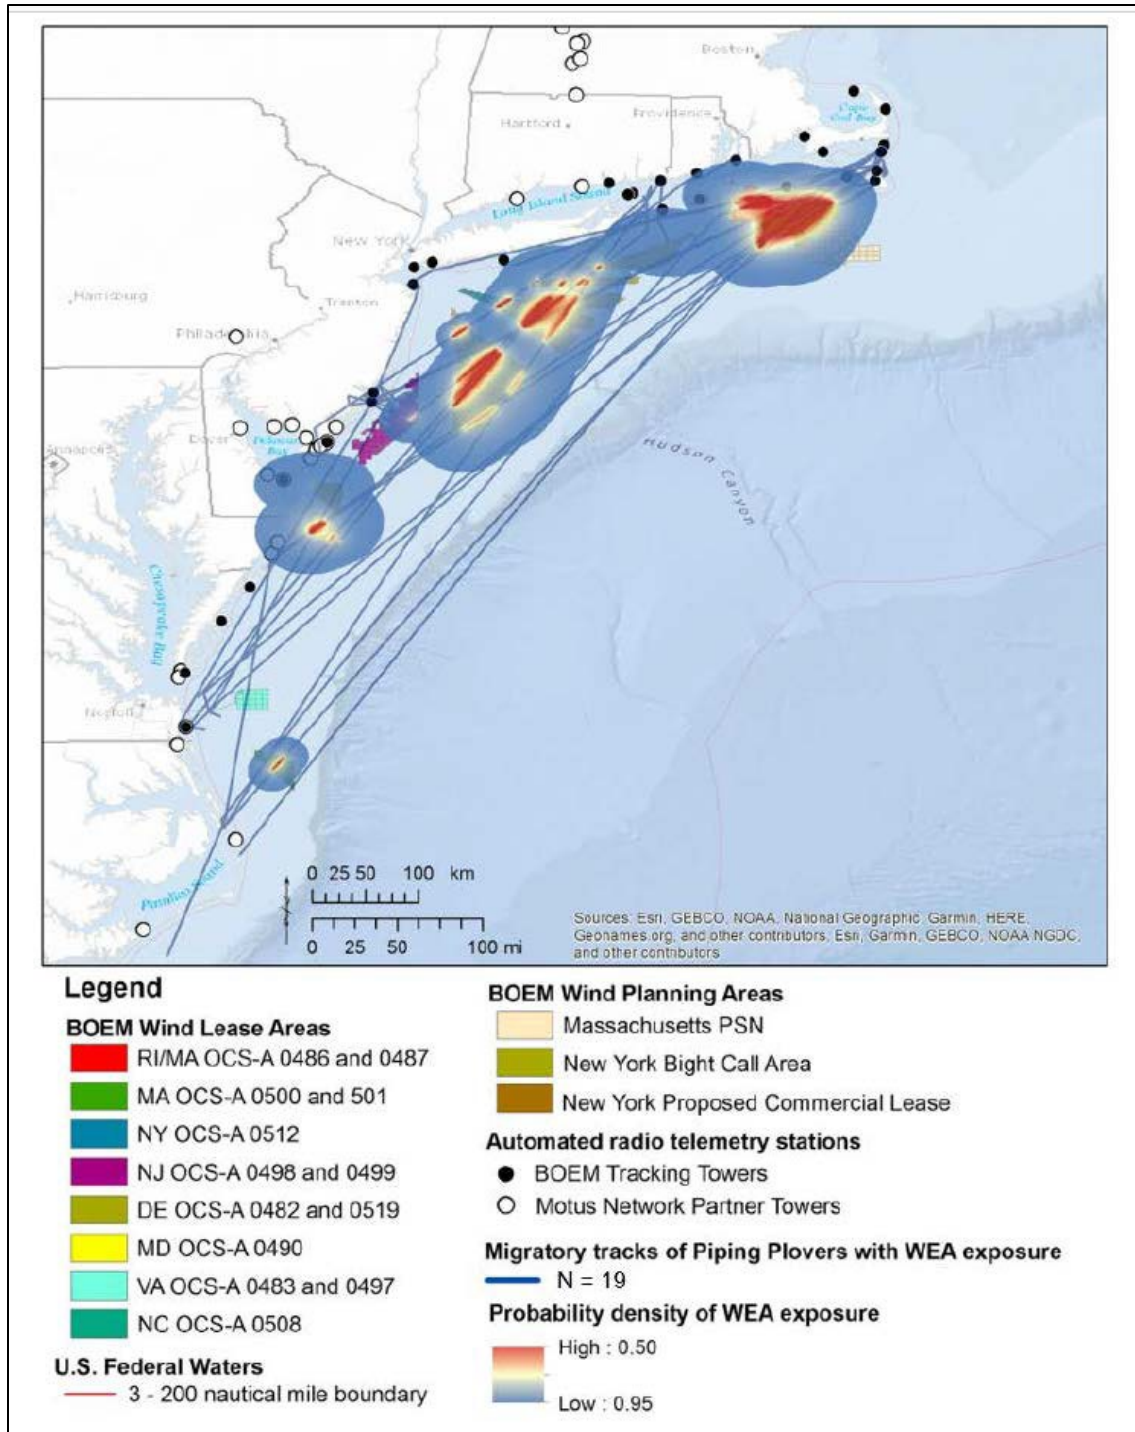 Boston
Cape
Cod Bay
Providence
Hartford
Long Island Sound
New York
Harrisburg
Trenton
Philadelphia
Dover
Delaware
Bay
Annapolis
Hudson Canyon
Chesapeake Bay
Norfolk
Pamlico Sound
0 25 50 100 km
0 25 50 100 mi
Sources: Esri, GEBCO, NOAA, National Geographic, Garmin, HERE,
Geonames.org, and other contributors, Esri, Garmin, GEBCO, NOAA NGDC,
and other contributors
Legend
BOEM Wind Lease Areas
RI/MA OCS-A 0486 and 0487
MA OCS-A 0500 and 501
NY OCS-A 0512
NJ OCS-A 0498 and 0499
DE OCS-A 0482 and 0519
MD OCS-A 0490
VA OCS-A 0483 and 0497
NC OCS-A 0508
U.S. Federal Waters
3 - 200 nautical mile boundary
BOEM Wind Planning Areas
Massachusetts PSN
New York Bight Call Area
New York Proposed Commercial Lease
Automated radio telemetry stations
BOEM Tracking Towers
Motus Network Partner Towers
Migratory tracks of Piping Plovers with WEA exposure
N = 19
Probability density of WEA exposure
High : 0.50
Low : 0.95